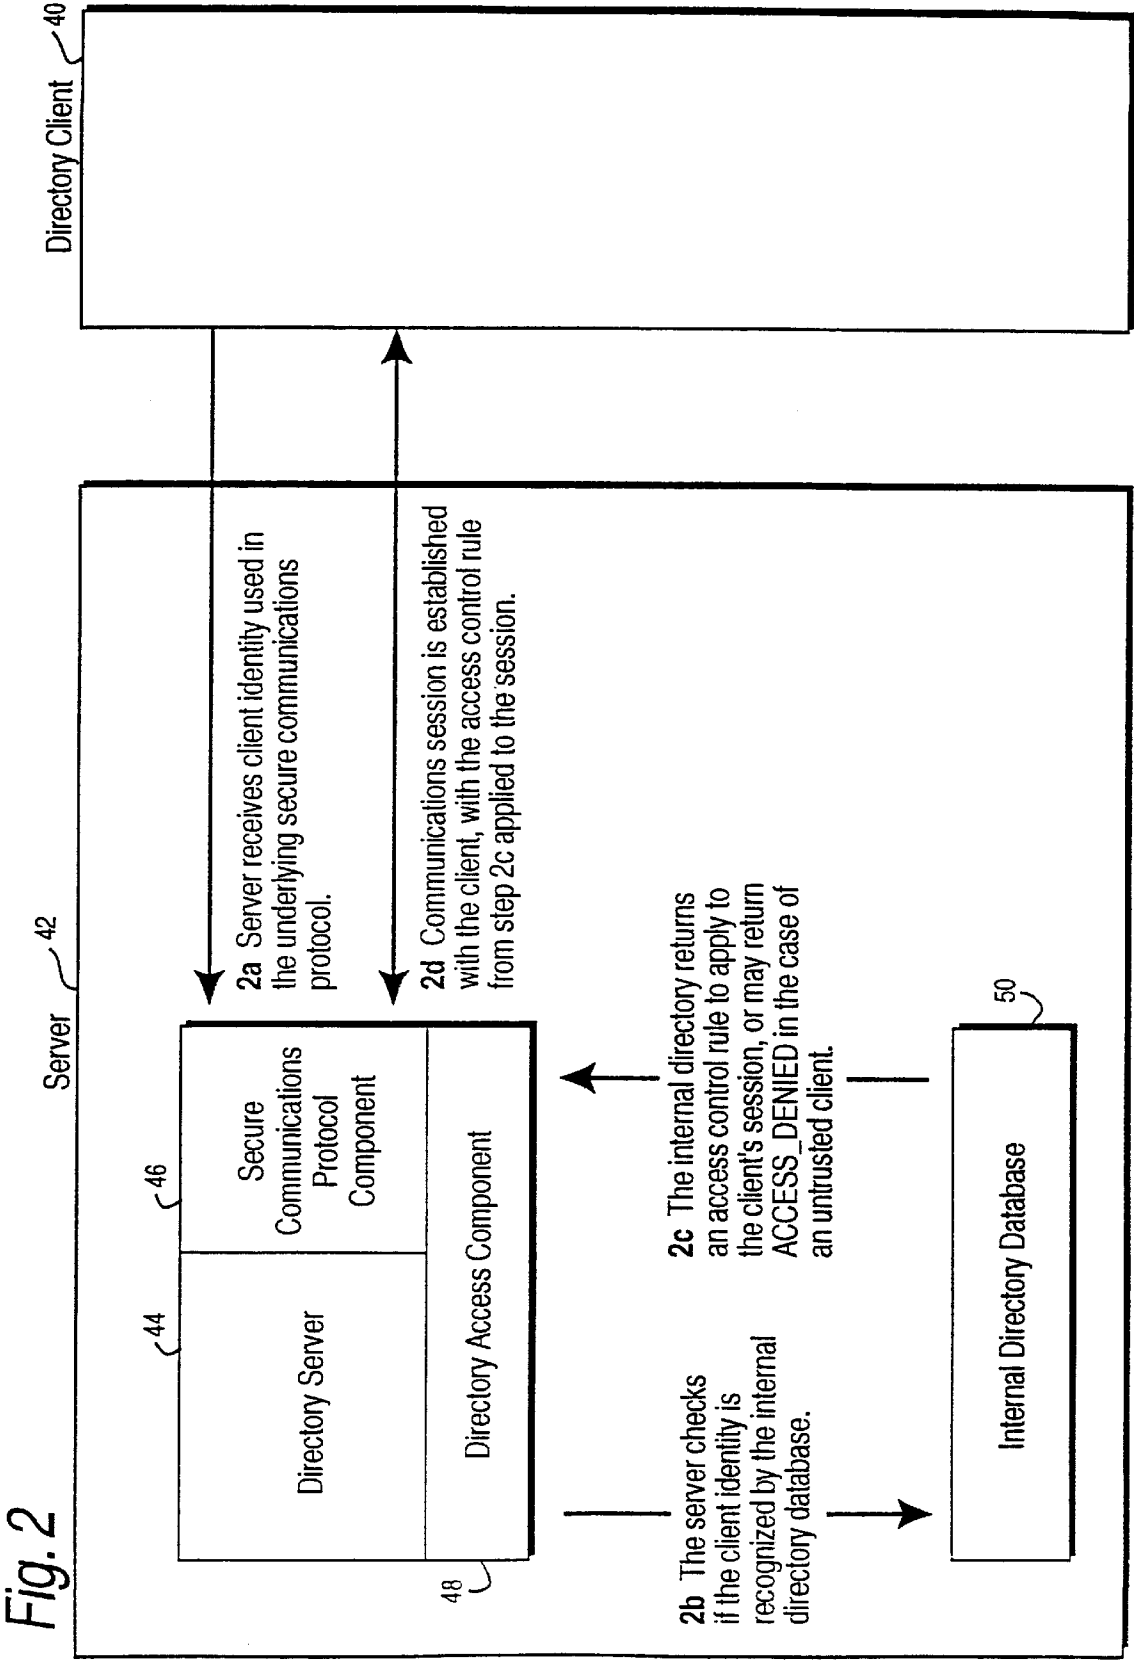 Fig. 2
Server
42
Directory Client
40
44
46
Directory Server
Secure
Communications
Protocol
Component
48
Directory Access Component
2a Server receives client identity used in
the underlying secure communications
protocol.
2d Communications session is established
with the client, with the access control rule
from step 2c applied to the session.
2b The server checks
if the client identity is
recognized by the internal
directory database.
2c The internal directory returns
an access control rule to apply to
the client's session, or may return
ACCESS_DENIED in the case of
an untrusted client.
50
Internal Directory Database